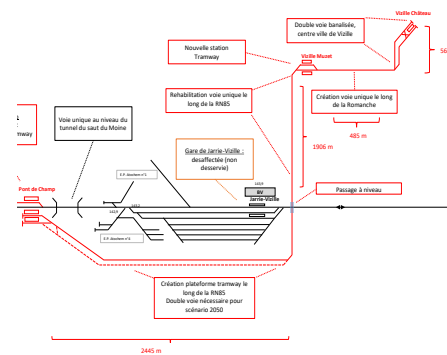 Vizille Château
Double voie banalisée,
centre ville de Vizille
Nouvelle station
Tramway
Vizille Muzet
56
Voie unique au niveau du
tunnel du saut du Moine
Rehabilitation voie unique le
long de la RN85
Création voie unique le long
de la Romanche
485 m
1906 m
mway
Gare de Jarrie-Vizille :
désaffectée (non
desservie)
Pont de Champ
BV
Jarrie-Vizille
Passage à niveau
Création plateforme tramway le
long de la RN85
Double voie nécessaire pour
scénario 2050
2445 m